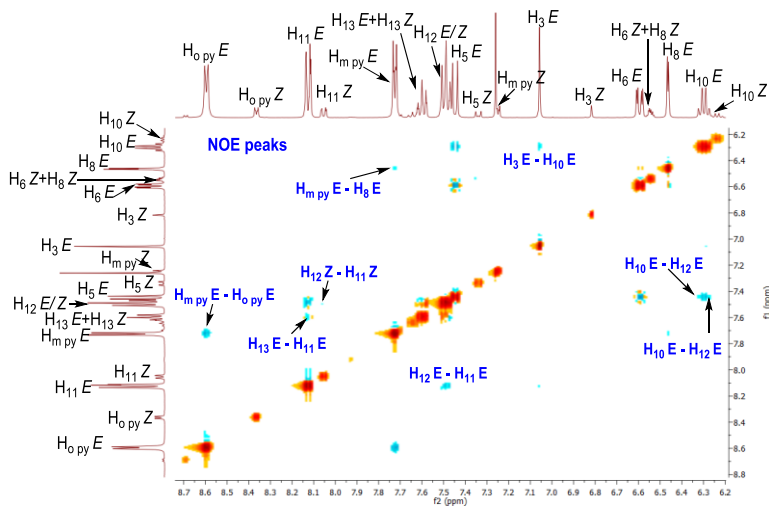 H13 E+H13 Z
H6 Z+H8 Z
H12 E/Z
H3 E
Ho py E
H11 E
H5 E
H8 E
Hm py E
H6 E
H10 E
Ho py Z
H11 Z
H5 Z
Hm py Z
H3 Z
H10 Z
NOE peaks
H3 E - H10 E
Hm py E - H8 E
H12 Z - H11 Z
Hm py E - Ho py E
H13 E - H11 E
H12 E - H11 E
H10 E - H12 E
H10 E - H12 E
H10 Z
H10 E
H8 E
H6 Z+H8 Z
H6 E
H3 Z
H3 E
Hm py Z
H5 Z
H5 E
H12 E/Z
H13 E+H13 Z
Hm py E
H11 Z
H11 E
Ho py Z
Ho py E
6.2
6.4
6.6
6.8
7.0
7.2
7.4
7.6
7.8
8.0
8.2
8.4
8.6
8.8
f1 (ppm)
8.7 8.6 8.5 8.4 8.3 8.2 8.1 8.0 7.9 7.8 7.7 7.6 7.5 7.4 7.3 7.2 7.1 7.0 6.9 6.8 6.7 6.6 6.5 6.4 6.3 6.2
f2 (ppm)